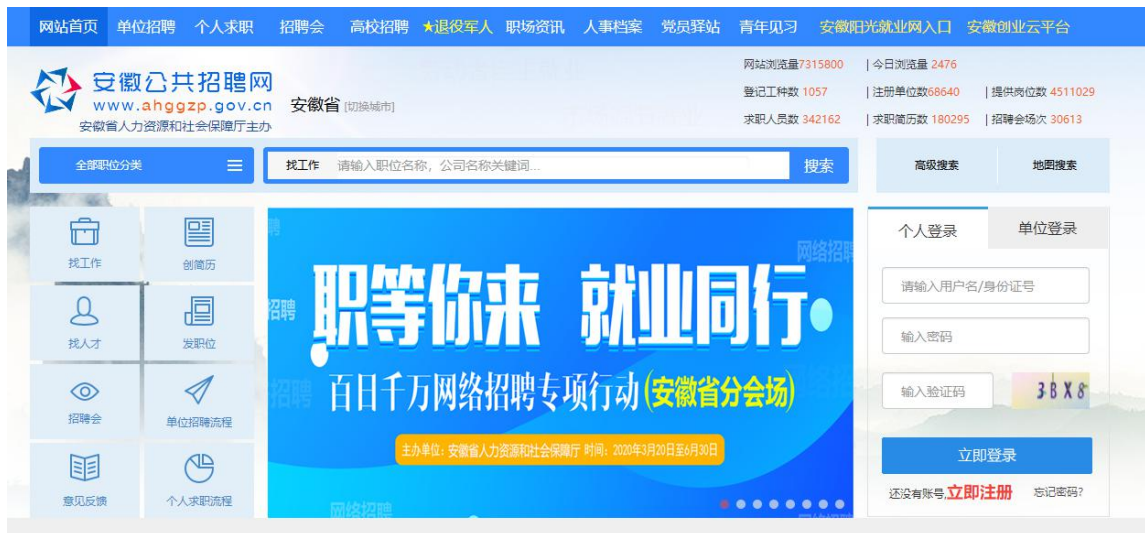 网站首页 单位招聘 个人求职 招聘会 高校招聘 ★退役军人 职场资讯 人事档案 党员驿站 青年见习 安徽阳光就业网入口 安徽创业云平台
安徽公共招聘网
www.ahggzp.gov.cn
安徽省人力资源和社会保障厅主办
安徽省 [切换城市]
网站浏览量7315800 | 今日浏览量 2476
登记工种数 1057 | 注册单位数68640 | 提供岗位数 4511029
求职人员数 342162 | 求职简历数 180295 | 招聘会场次 30613
全部职位分类
找工作 请输入职位名称，公司名称关键词... 搜索
高级搜索 地图搜索
找工作 创简历
找人才 发职位
招聘会 单位招聘流程
意见反馈 个人求职流程
职等你来 就业同行
百日千万网络招聘专项行动(安徽省分会场)
主办单位：安徽省人力资源和社会保障厅 时间：2020年3月20日至6月30日
网络招聘
招聘
招聘
网络招聘
个人登录 单位登录
请输入用户名/身份证号
输入密码
输入验证码 3BX8
立即登录
还没有账号,立即注册 忘记密码?